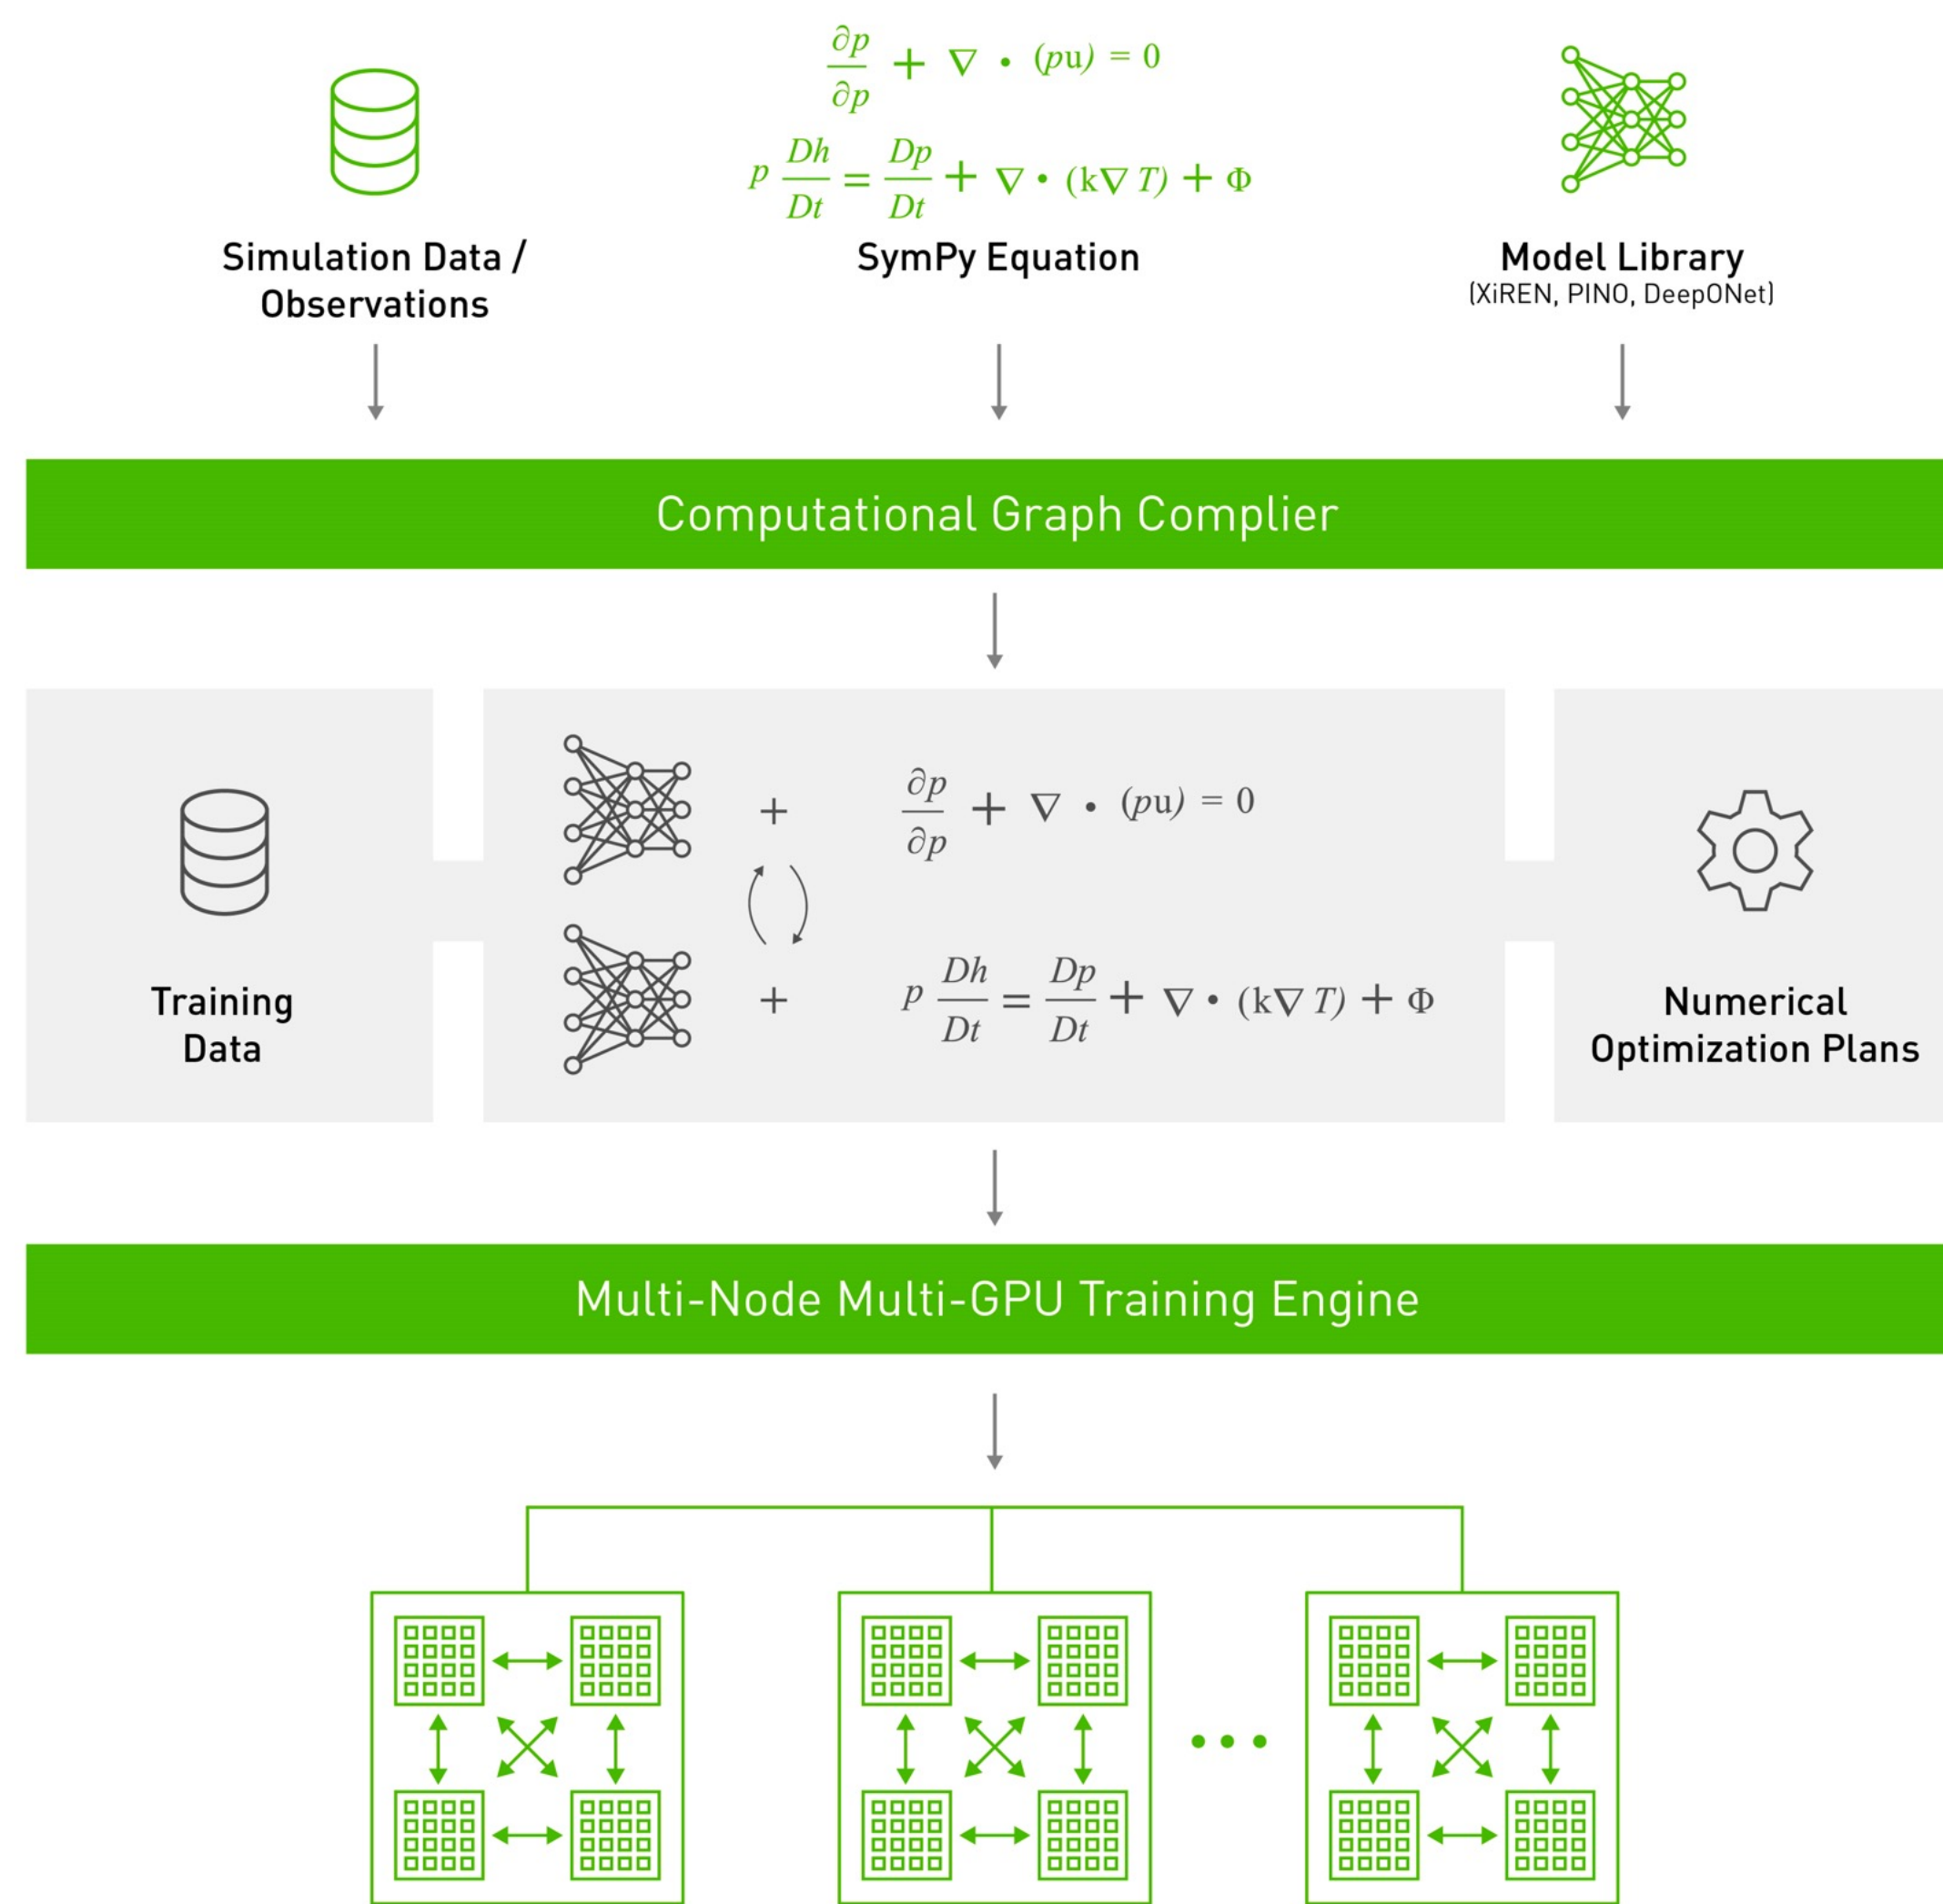 ∂p/∂p + ∇ • (pu) = 0
p Dh/Dt = Dp/Dt + ∇ • (k∇ T) + Φ
Simulation Data /
Observations
SymPy Equation
Model Library
(XiREN, PINO, DeepONet)
Computational Graph Complier
Training
Data
+ ∂p/∂p + ∇ • (pu) = 0
+ p Dh/Dt = Dp/Dt + ∇ • (k∇ T) + Φ
Numerical
Optimization Plans
Multi-Node Multi-GPU Training Engine